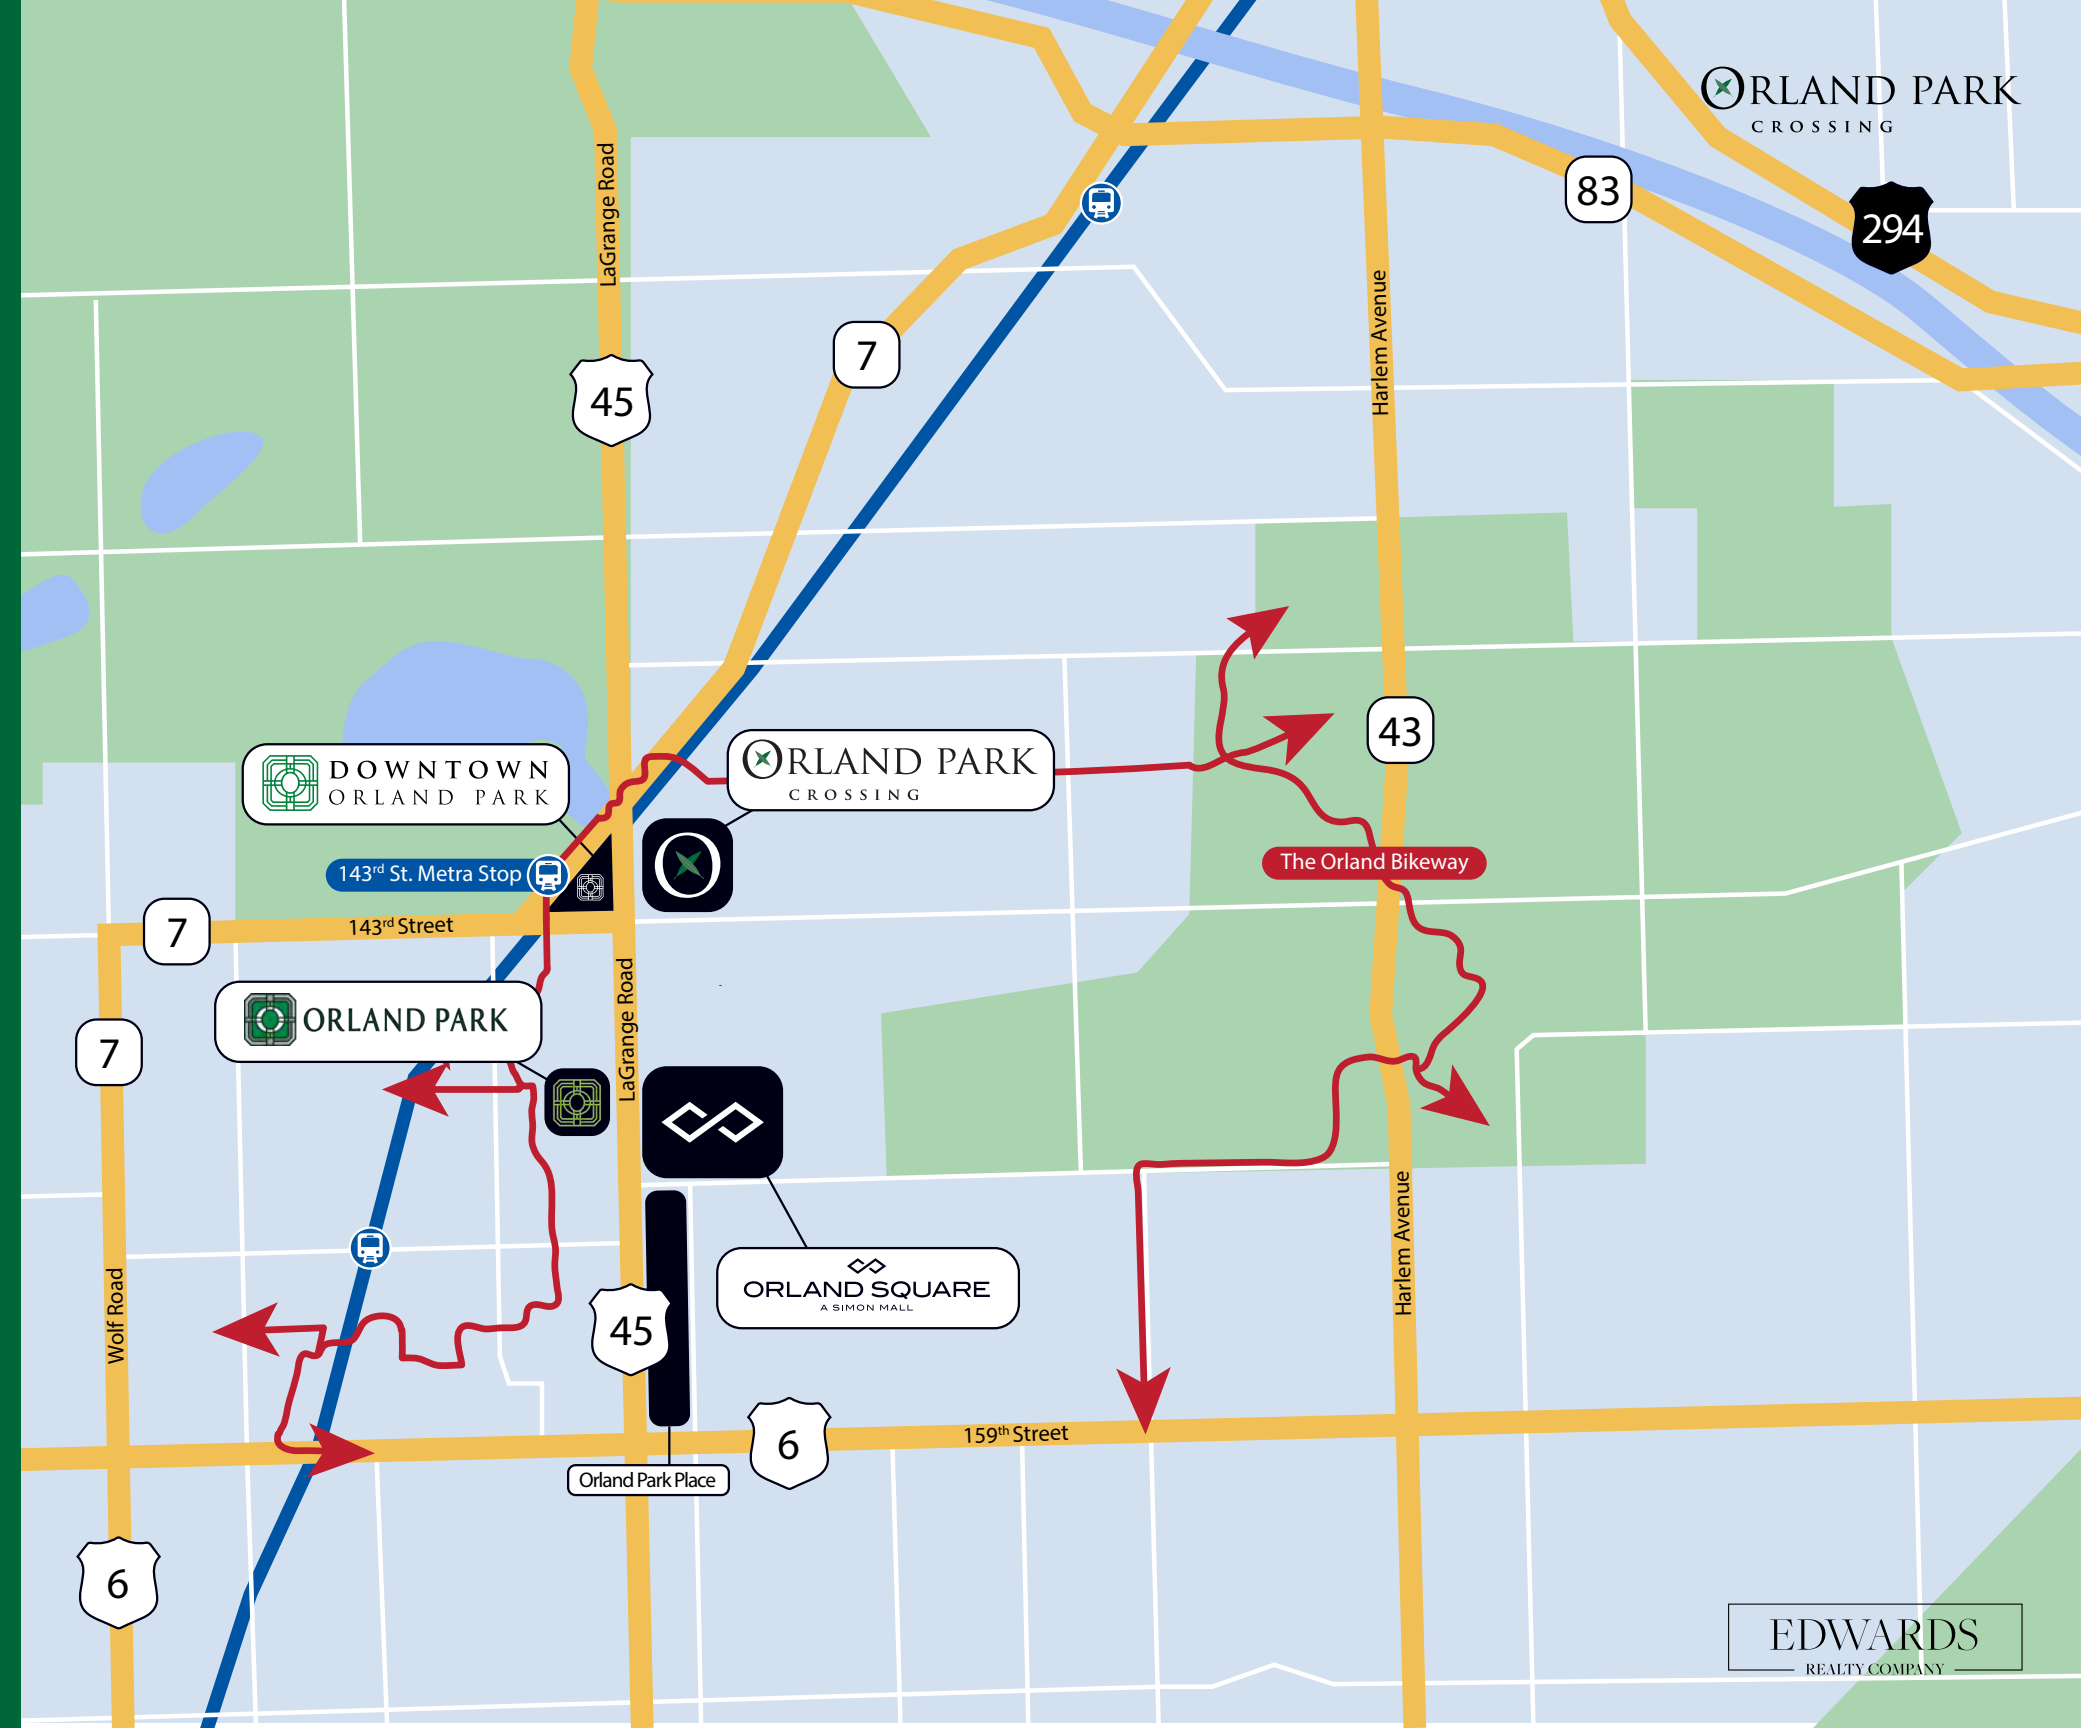 ORLAND PARK
CROSSING
LaGrange Road
83
294
Harlem Avenue
7
45
43
DOWNTOWN
ORLAND PARK
ORLAND PARK
CROSSING
143rd St. Metra Stop
The Orland Bikeway
7
143rd Street
ORLAND PARK
LaGrange Road
7
Harlem Avenue
ORLAND SQUARE
A SIMON MALL
Wolf Road
45
6
159th Street
Orland Park Place
6
EDWARDS
REALTY COMPANY